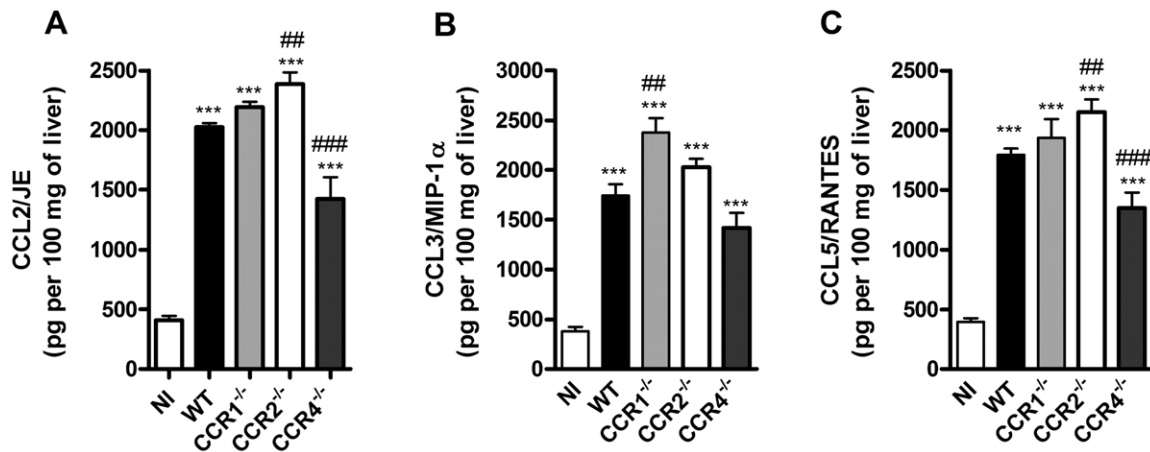 A
CCL2/JE
(pg per 100 mg of liver)
2500
2000
1500
1000
500
0
***
***
##
***
###
***
NI
WT
CCR1-/-
CCR2-/-
CCR4-/-
B
CCL3/MIP-1α
(pg per 100 mg of liver)
3000
2500
2000
1500
1000
500
0
***
##
***
***
***
NI
WT
CCR1-/-
CCR2-/-
CCR4-/-
C
CCL5/RANTES
(pg per 100 mg of liver)
2500
2000
1500
1000
500
0
***
***
##
***
###
***
NI
WT
CCR1-/-
CCR2-/-
CCR4-/-